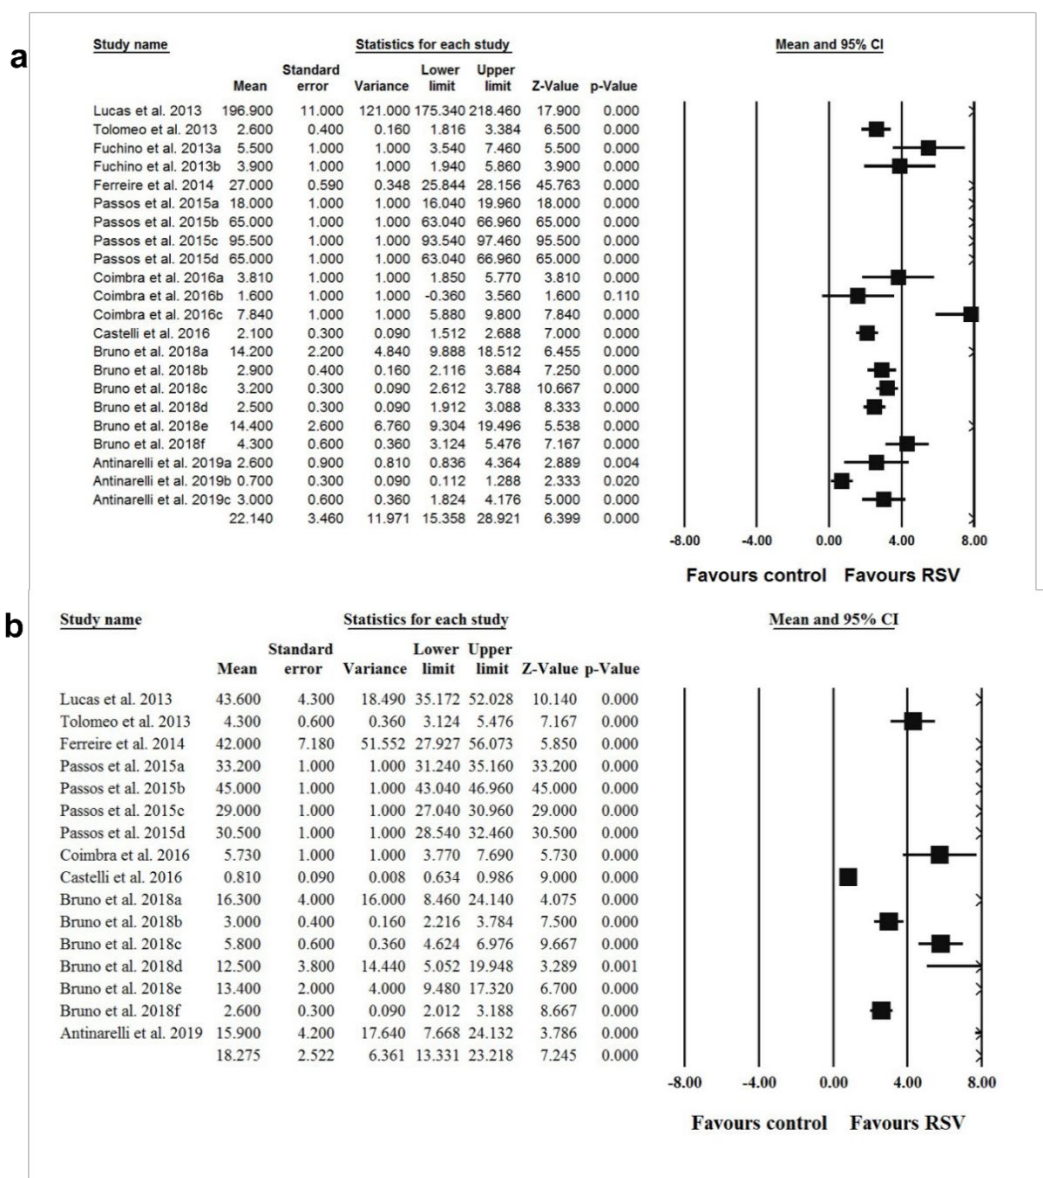 a
Study name Statistics for each study Mean and 95% CI
Standard Lower Upper
Mean error Variance limit limit Z-Value p-Value
Lucas et al. 2013 196.900 11.000 121.000 175.340 218.460 17.900 0.000
Tolomeo et al. 2013 2.600 0.400 0.160 1.816 3.384 6.500 0.000
Fuchino et al. 2013a 5.500 1.000 1.000 3.540 7.460 5.500 0.000
Fuchino et al. 2013b 3.900 1.000 1.000 1.940 5.860 3.900 0.000
Ferreire et al. 2014 27.000 0.590 0.348 25.844 28.156 45.763 0.000
Passos et al. 2015a 18.000 1.000 1.000 16.040 19.960 18.000 0.000
Passos et al. 2015b 65.000 1.000 1.000 63.040 66.960 65.000 0.000
Passos et al. 2015c 95.500 1.000 1.000 93.540 97.460 95.500 0.000
Passos et al. 2015d 65.000 1.000 1.000 63.040 66.960 65.000 0.000
Coimbra et al. 2016a 3.810 1.000 1.000 1.850 5.770 3.810 0.000
Coimbra et al. 2016b 1.600 1.000 1.000 -0.360 3.560 1.600 0.110
Coimbra et al. 2016c 7.840 1.000 1.000 5.880 9.800 7.840 0.000
Castelli et al. 2016 2.100 0.300 0.090 1.512 2.688 7.000 0.000
Bruno et al. 2018a 14.200 2.200 4.840 9.888 18.512 6.455 0.000
Bruno et al. 2018b 2.900 0.400 0.160 2.116 3.684 7.250 0.000
Bruno et al. 2018c 3.200 0.300 0.090 2.612 3.788 10.667 0.000
Bruno et al. 2018d 2.500 0.300 0.090 1.912 3.088 8.333 0.000
Bruno et al. 2018e 14.400 2.600 6.760 9.304 19.496 5.538 0.000
Bruno et al. 2018f 4.300 0.600 0.360 3.124 5.476 7.167 0.000
Antinarelli et al. 2019a 2.600 0.900 0.810 0.836 4.364 2.889 0.004
Antinarelli et al. 2019b 0.700 0.300 0.090 0.112 1.288 2.333 0.020
Antinarelli et al. 2019c 3.000 0.600 0.360 1.824 4.176 5.000 0.000
22.140 3.460 11.971 15.358 28.921 6.399 0.000
-8.00 -4.00 0.00 4.00 8.00
Favours control Favours RSV
b
Study name Statistics for each study Mean and 95% CI
Standard Lower Upper
Mean error Variance limit limit Z-Value p-Value
Lucas et al. 2013 43.600 4.300 18.490 35.172 52.028 10.140 0.000
Tolomeo et al. 2013 4.300 0.600 0.360 3.124 5.476 7.167 0.000
Ferreire et al. 2014 42.000 7.180 51.552 27.927 56.073 5.850 0.000
Passos et al. 2015a 33.200 1.000 1.000 31.240 35.160 33.200 0.000
Passos et al. 2015b 45.000 1.000 1.000 43.040 46.960 45.000 0.000
Passos et al. 2015c 29.000 1.000 1.000 27.040 30.960 29.000 0.000
Passos et al. 2015d 30.500 1.000 1.000 28.540 32.460 30.500 0.000
Coimbra et al. 2016 5.730 1.000 1.000 3.770 7.690 5.730 0.000
Castelli et al. 2016 0.810 0.090 0.008 0.634 0.986 9.000 0.000
Bruno et al. 2018a 16.300 4.000 16.000 8.460 24.140 4.075 0.000
Bruno et al. 2018b 3.000 0.400 0.160 2.216 3.784 7.500 0.000
Bruno et al. 2018c 5.800 0.600 0.360 4.624 6.976 9.667 0.000
Bruno et al. 2018d 12.500 3.800 14.440 5.052 19.948 3.289 0.001
Bruno et al. 2018e 13.400 2.000 4.000 9.480 17.320 6.700 0.000
Bruno et al. 2018f 2.600 0.300 0.090 2.012 3.188 8.667 0.000
Antinarelli et al. 2019 15.900 4.200 17.640 7.668 24.132 3.786 0.000
18.275 2.522 6.361 13.331 23.218 7.245 0.000
-8.00 -4.00 0.00 4.00 8.00
Favours control Favours RSV